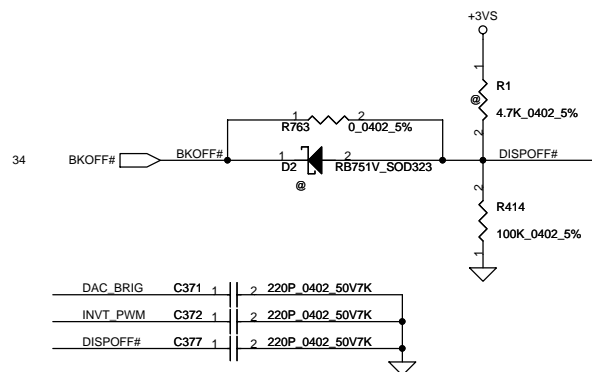 +3VS
1
R1
@
4.7K_0402_5%
2
1
2
R763
0_0402_5%
34
BKOFF#
BKOFF#
1
2
DISPOFF#
D2
RB751V_SOD323
@
2
R414
100K_0402_5%
1
DAC_BRIG
C371
1
2
220P_0402_50V7K
INVT_PWM
C372
1
2
220P_0402_50V7K
DISPOFF#
C377
1
2
220P_0402_50V7K